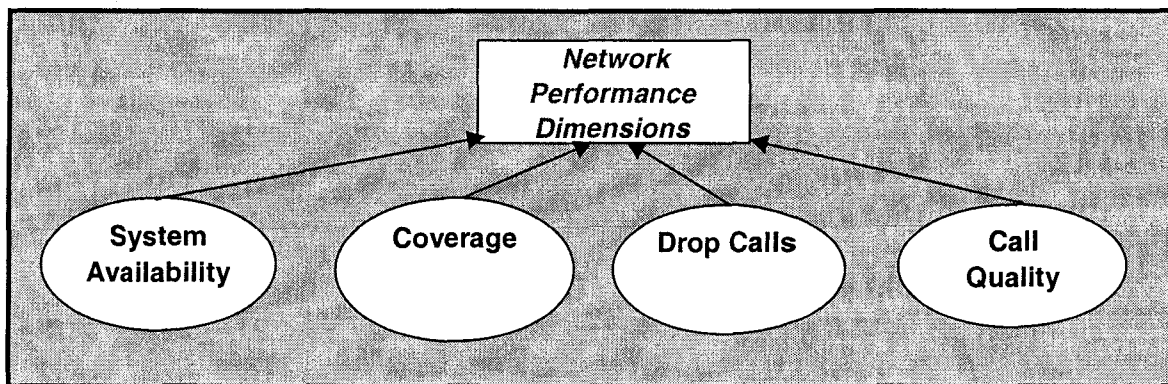 Network
Performance
Dimensions
System
Availability
Coverage
Drop Calls
Call
Quality